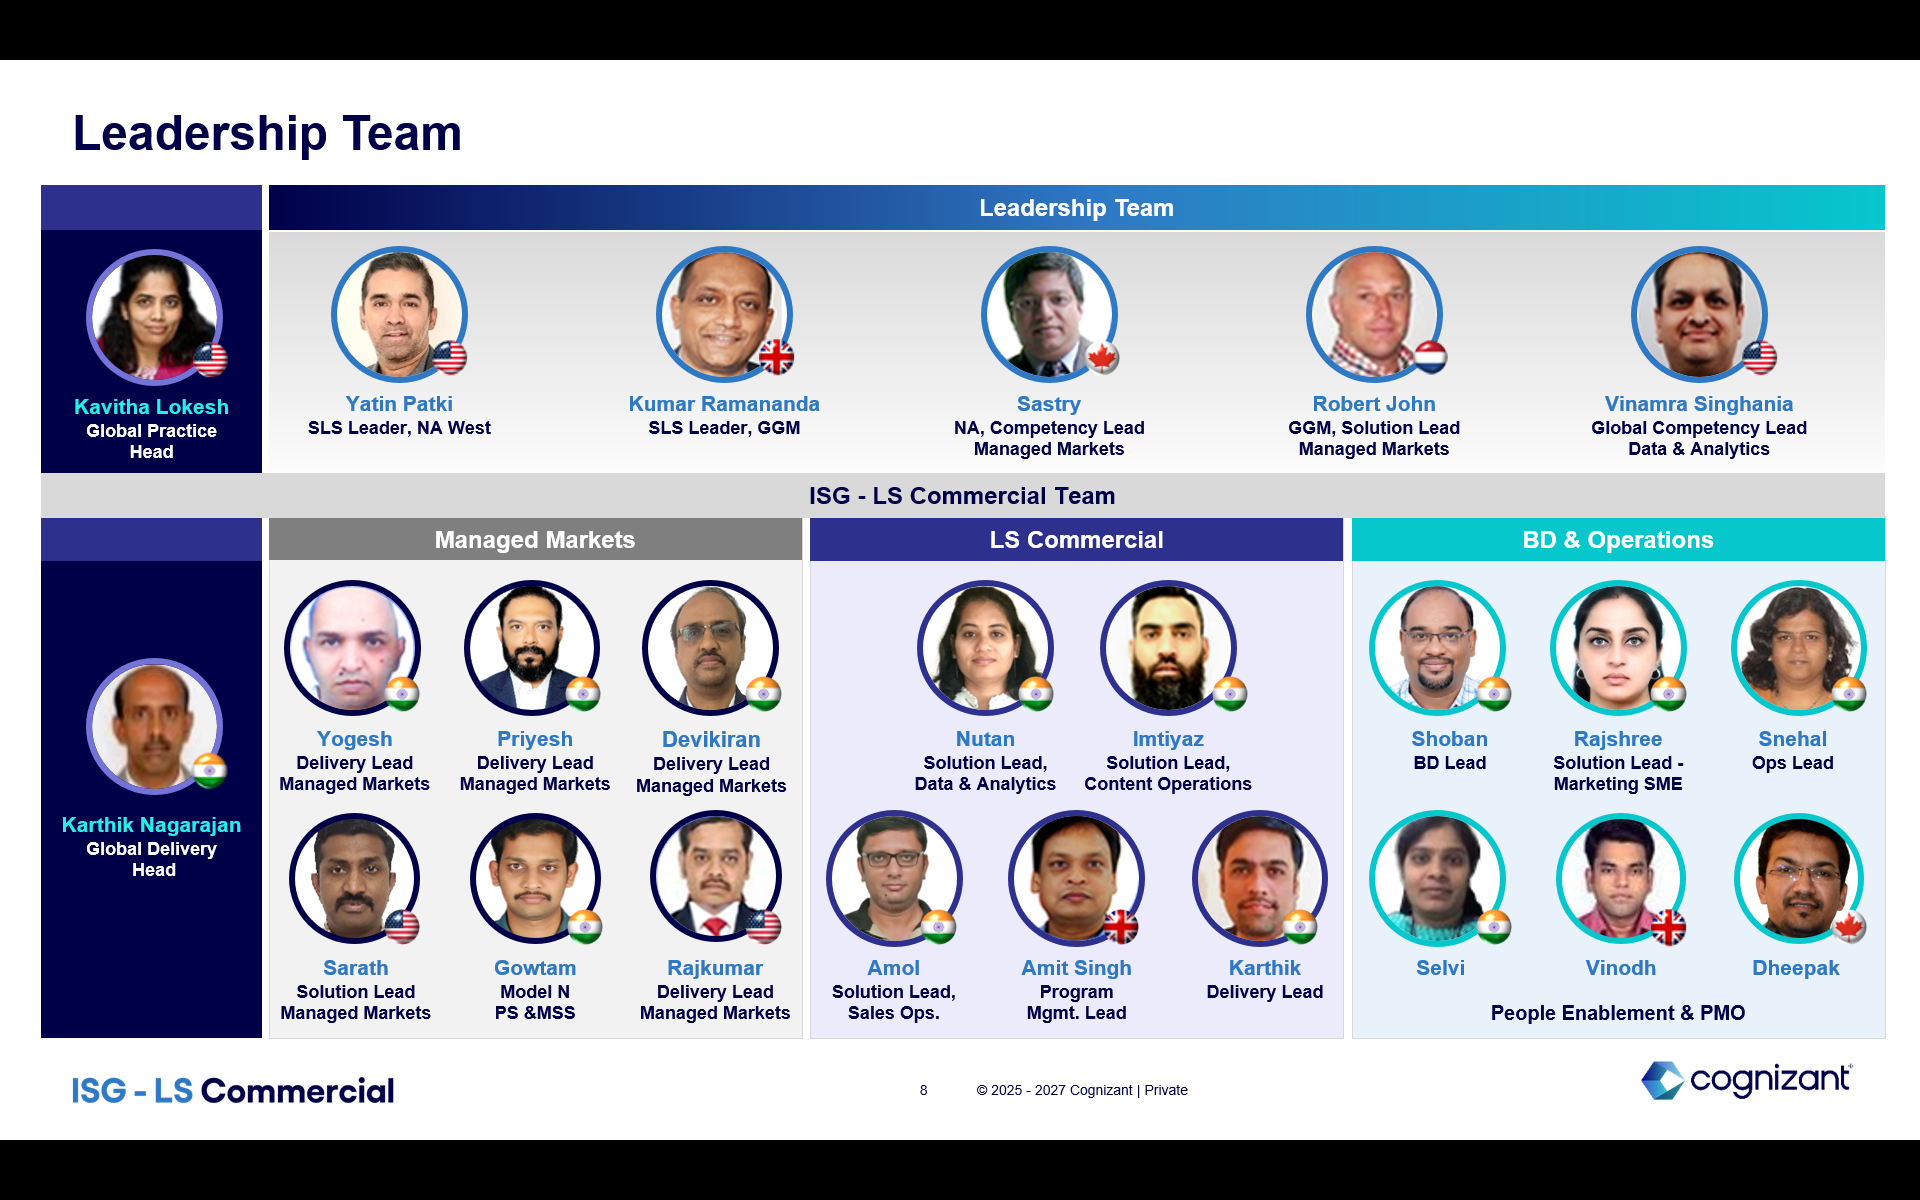 Leadership Team
Leadership Team
Kavitha Lokesh
Global Practice
Head
Yatin Patki
SLS Leader, NA West
Kumar Ramananda
SLS Leader, GGM
Sastry
NA, Competency Lead
Managed Markets
Robert John
GGM, Solution Lead
Managed Markets
Vinamra Singhania
Global Competency Lead
Data & Analytics
ISG - LS Commercial Team
Karthik Nagarajan
Global Delivery
Head
Managed Markets
Yogesh
Delivery Lead
Managed Markets
Priyesh
Delivery Lead
Managed Markets
Devikiran
Delivery Lead
Managed Markets
Sarath
Solution Lead
Managed Markets
Gowtam
Model N
PS &MSS
Rajkumar
Delivery Lead
Managed Markets
LS Commercial
Nutan
Solution Lead,
Data & Analytics
Imtiyaz
Solution Lead,
Content Operations
Amol
Solution Lead,
Sales Ops.
Amit Singh
Program
Mgmt. Lead
Karthik
Delivery Lead
BD & Operations
Shoban
BD Lead
Rajshree
Solution Lead -
Marketing SME
Snehal
Ops Lead
Selvi
Vinodh
Dheepak
People Enablement & PMO
ISG - LS Commercial
8
© 2025 - 2027 Cognizant | Private
cognizant